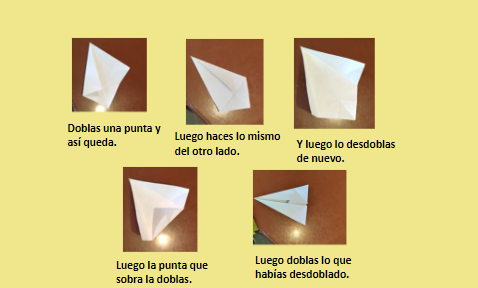 Doblas una punta y
así queda.
Luego haces lo mismo
del otro lado.
Y luego lo desdoblas
de nuevo.
Luego la punta que
sobra la doblas.
Luego doblas lo que
habías desdoblado.